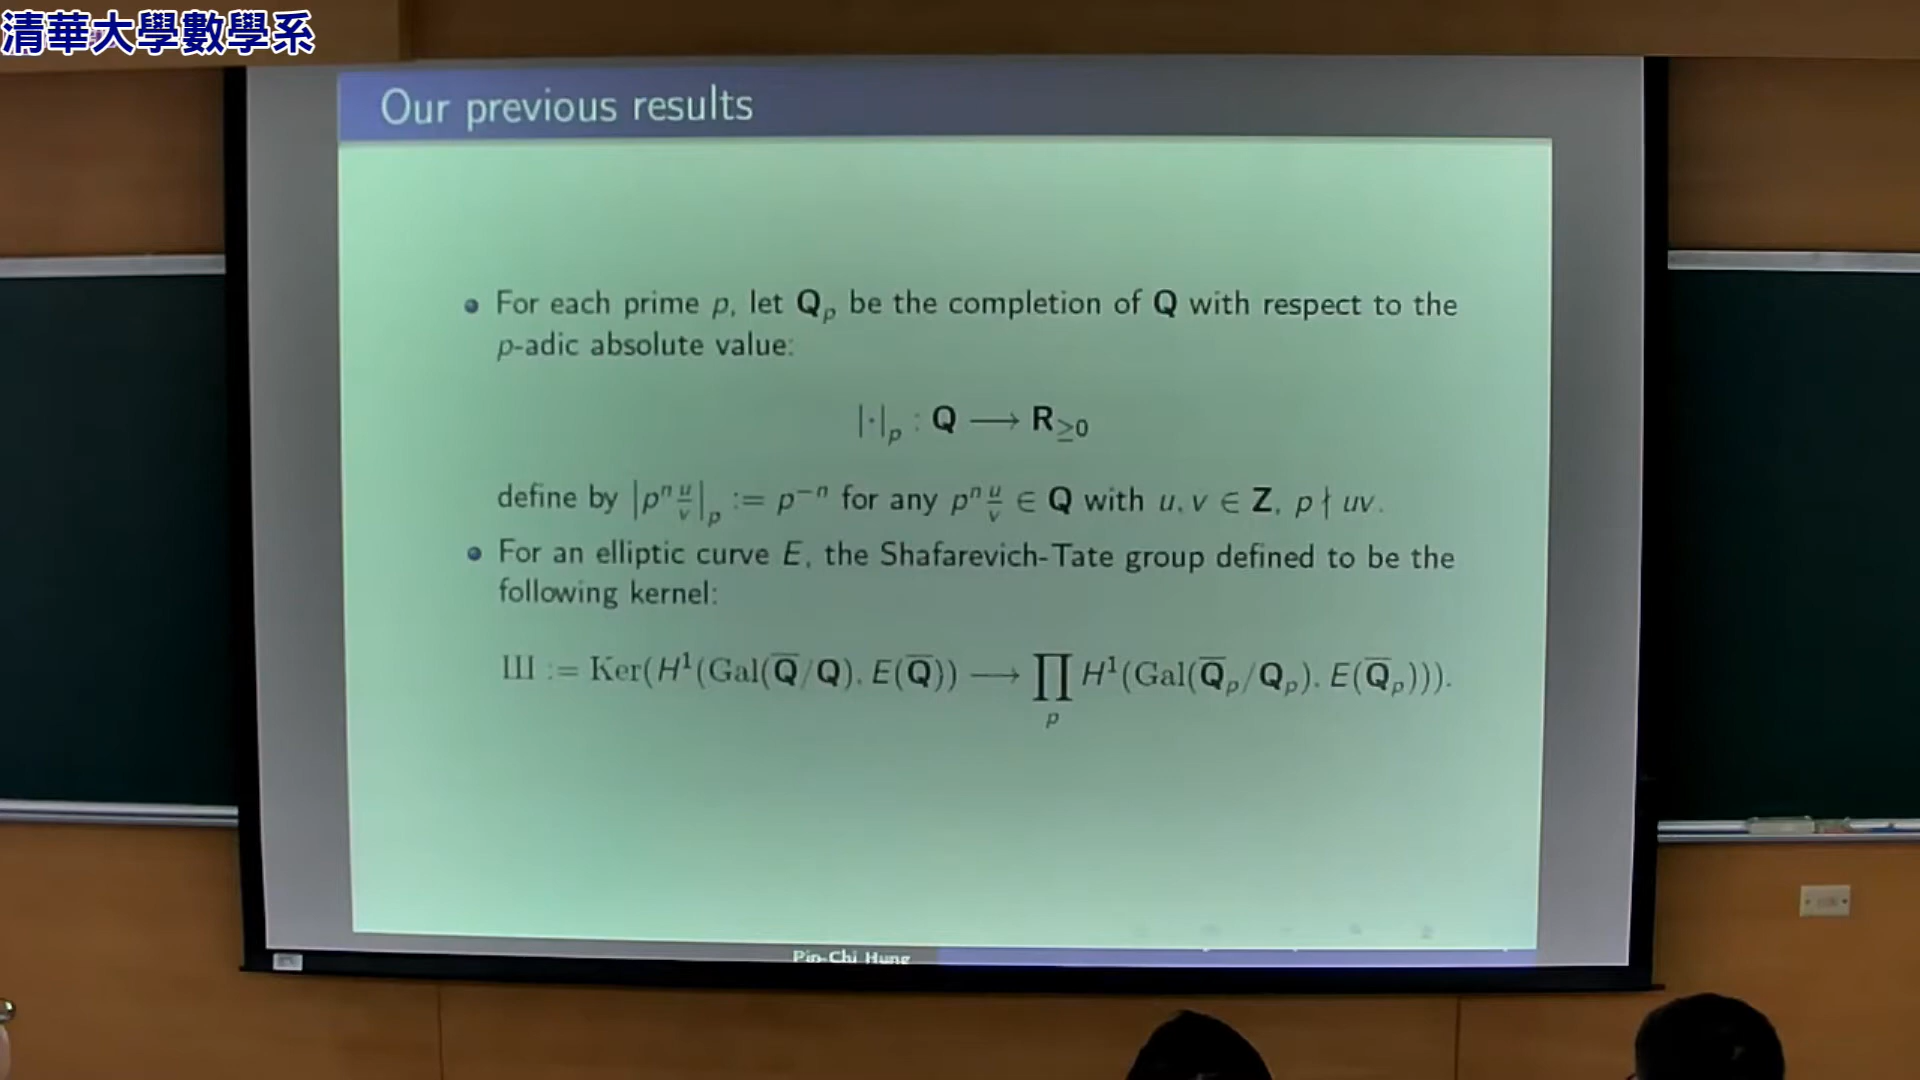 清華大學數學系
Our previous results
For each prime p, let Q_p be the completion of Q with respect to the
p-adic absolute value:
|·|_p : Q ⟶ R_≥0
define by |p^n u/v|_p := p^−n for any p^n u/v ∈ Q with u, v ∈ Z, p ∤ uv.
For an elliptic curve E, the Shafarevich-Tate group defined to be the
following kernel:
Ш := Ker(H^1(Gal(Q̅/Q), E(Q̅)) ⟶ ∏_p H^1(Gal(Q̅_p/Q_p), E(Q̅_p))).
Pin-Chi Hung